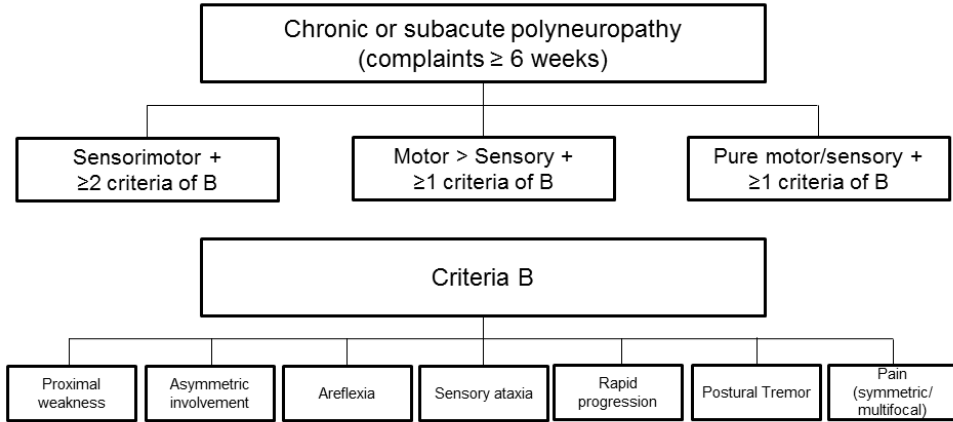 Chronic or subacute polyneuropathy
(complaints ≥ 6 weeks)
Sensorimotor +
≥2 criteria of B
Motor > Sensory +
≥1 criteria of B
Pure motor/sensory +
≥1 criteria of B
Criteria B
Proximal
weakness
Asymmetric
involvement
Areflexia
Sensory ataxia
Rapid
progression
Postural Tremor
Pain
(symmetric/
multifocal)